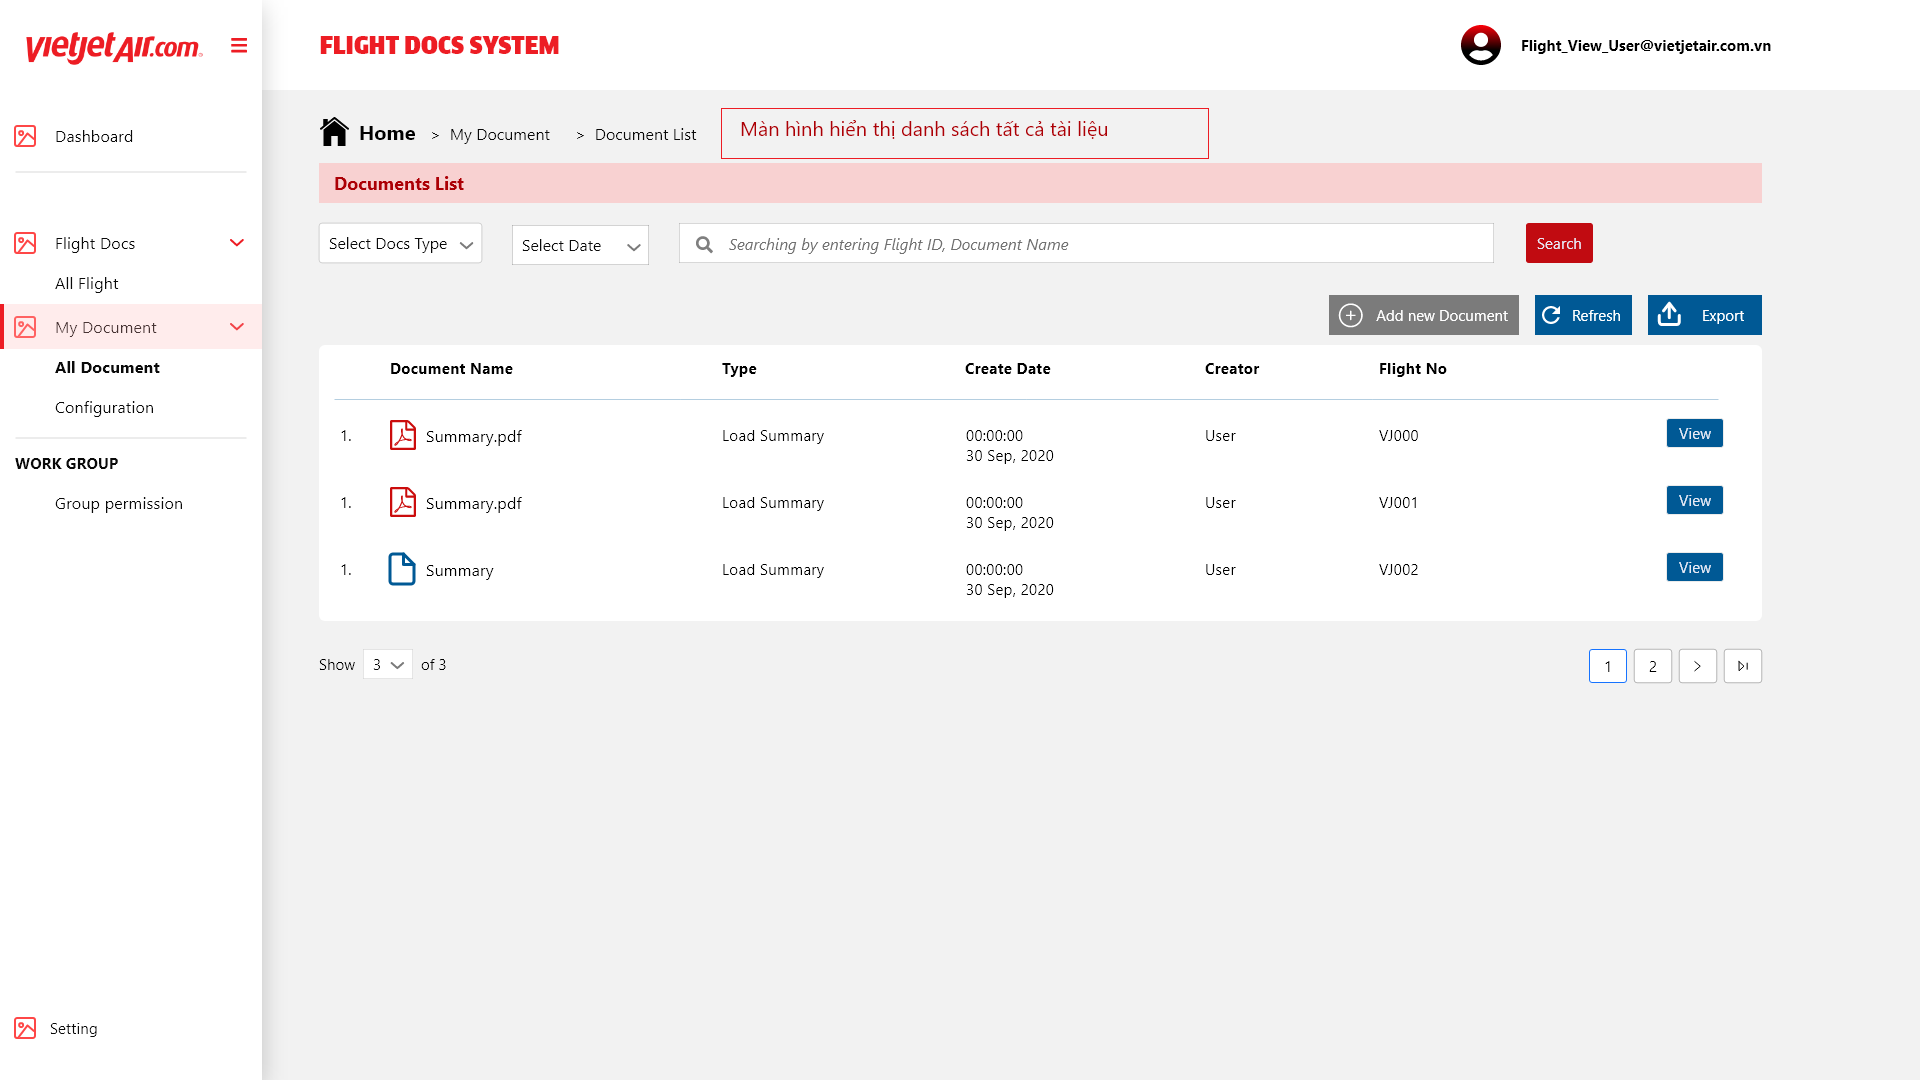 vietjetAir.com
FLIGHT DOCS SYSTEM
Flight_View_User@vietjetair.com.vn
Dashboard
Flight Docs
All Flight
My Document
All Document
Configuration
WORK GROUP
Group permission
Setting
Home > My Document > Document List
Màn hình hiển thị danh sách tất cả tài liệu
Documents List
Select Docs Type
Select Date
Searching by entering Flight ID, Document Name
Search
Add new Document
Refresh
Export
Document Name Type Create Date Creator Flight No
1. Summary.pdf Load Summary 00:00:00 User VJ000 View
30 Sep, 2020
1. Summary.pdf Load Summary 00:00:00 User VJ001 View
30 Sep, 2020
1. Summary Load Summary 00:00:00 User VJ002 View
30 Sep, 2020
Show 3 of 3
1 2 >